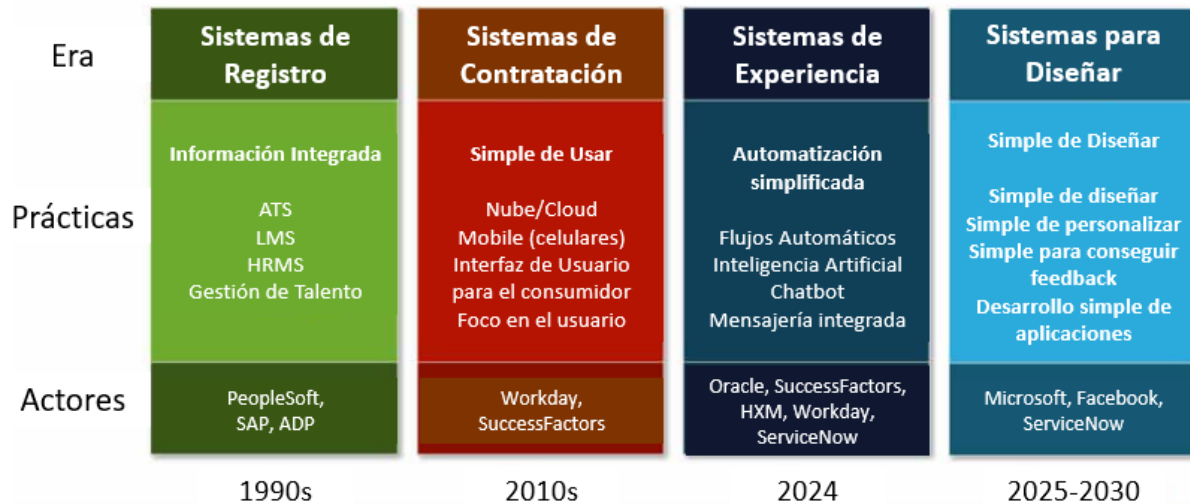 Era
Sistemas de
Registro
Sistemas de
Contratación
Sistemas de
Experiencia
Sistemas para
Diseñar
Prácticas
Información Integrada
ATS
LMS
HRMS
Gestión de Talento
Simple de Usar
Nube/Cloud
Mobile (celulares)
Interfaz de Usuario
para el consumidor
Foco en el usuario
Automatización
simplificada
Flujos Automáticos
Inteligencia Artificial
Chatbot
Mensajería integrada
Simple de Diseñar
Simple de diseñar
Simple de personalizar
Simple para conseguir
feedback
Desarrollo simple de
aplicaciones
Actores
PeopleSoft,
SAP, ADP
Workday,
SuccessFactors
Oracle, SuccessFactors,
HXM, Workday,
ServiceNow
Microsoft, Facebook,
ServiceNow
1990s
2010s
2024
2025-2030